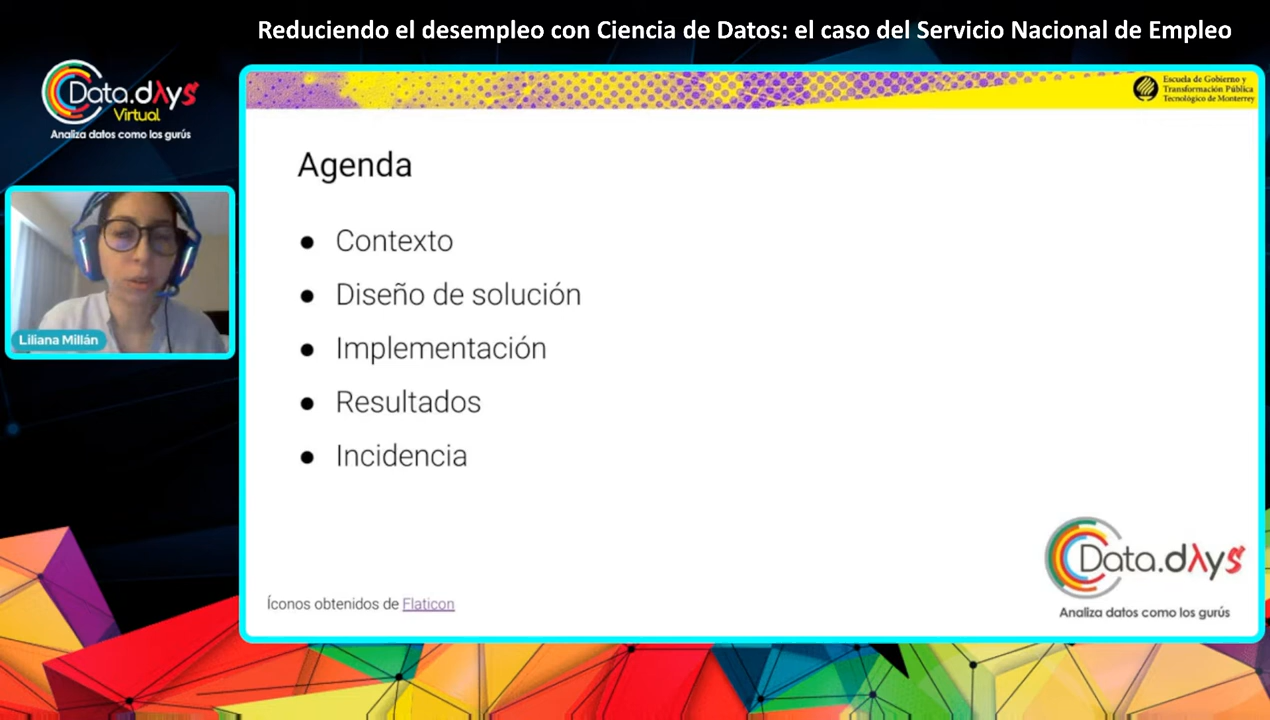 Reduciendo el desempleo con Ciencia de Datos: el caso del Servicio Nacional de Empleo
Data.dλys
Virtual
Analiza datos como los gurús
Escuela de Gobierno y
Transformación Pública
Tecnológico de Monterrey
Agenda
● Contexto
● Diseño de solución
● Implementación
● Resultados
● Incidencia
Liliana Millán
Data.dλys
Analiza datos como los gurús
Íconos obtenidos de Flaticon